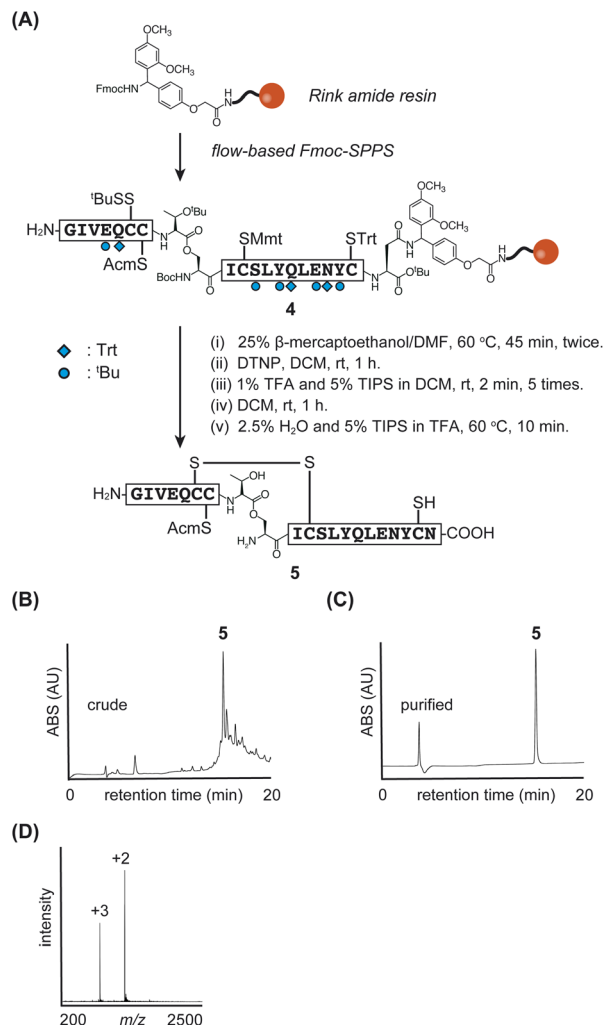 (A)
OCH3
OCH3
FmocHN
O
H
N
O
Rink amide resin
flow-based Fmoc-SPPS
tBuSS
H2N-GIVEQCC
AcmS
N
H
OtBu
O
O
BocHN
O
SMmt
STrt
ICSLYQLENYC
N
H
O
H
N
OtBu
O
OCH3
OCH3
O
H
N
O
4
: Trt
: tBu
(i) 25% β-mercaptoethanol/DMF, 60 °C, 45 min, twice.
(ii) DTNP, DCM, rt, 1 h.
(iii) 1% TFA and 5% TIPS in DCM, rt, 2 min, 5 times.
(iv) DCM, rt, 1 h.
(v) 2.5% H2O and 5% TIPS in TFA, 60 °C, 10 min.
S S
H2N-GIVEQCC
AcmS
N
H
OH
O
O
H2N
O
SH
ICSLYQLENYCN-COOH
5
(B)
5
ABS (AU)
crude
0 retention time (min) 20
(C)
5
ABS (AU)
purified
0 retention time (min) 20
(D)
+2
+3
intensity
200 m/z 2500